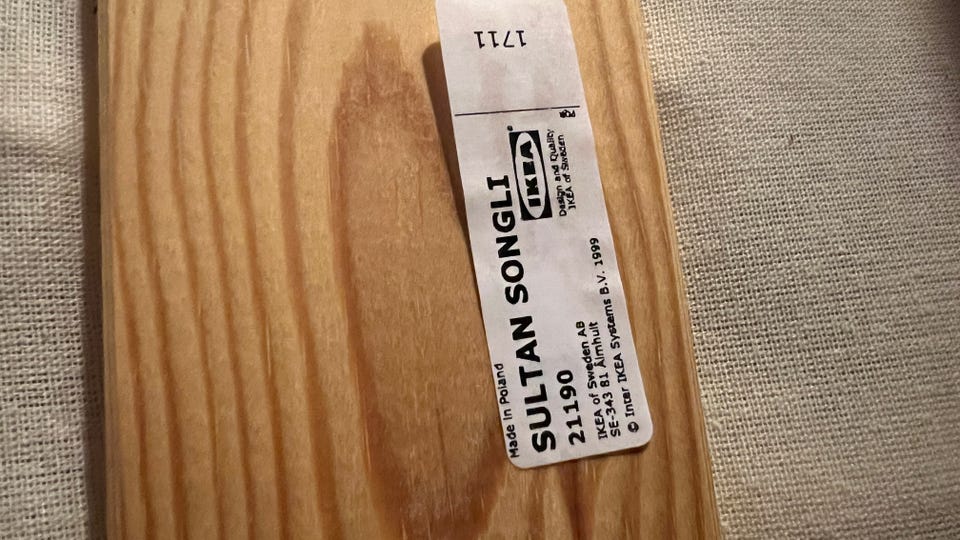 Made in Poland
SULTAN SONGLI
21190
IKEA of Sweden AB
SE-343 81 Älmhult
© Inter IKEA Systems B.V. 1999
IKEA®
Design and Quality
IKEA of Sweden
1711